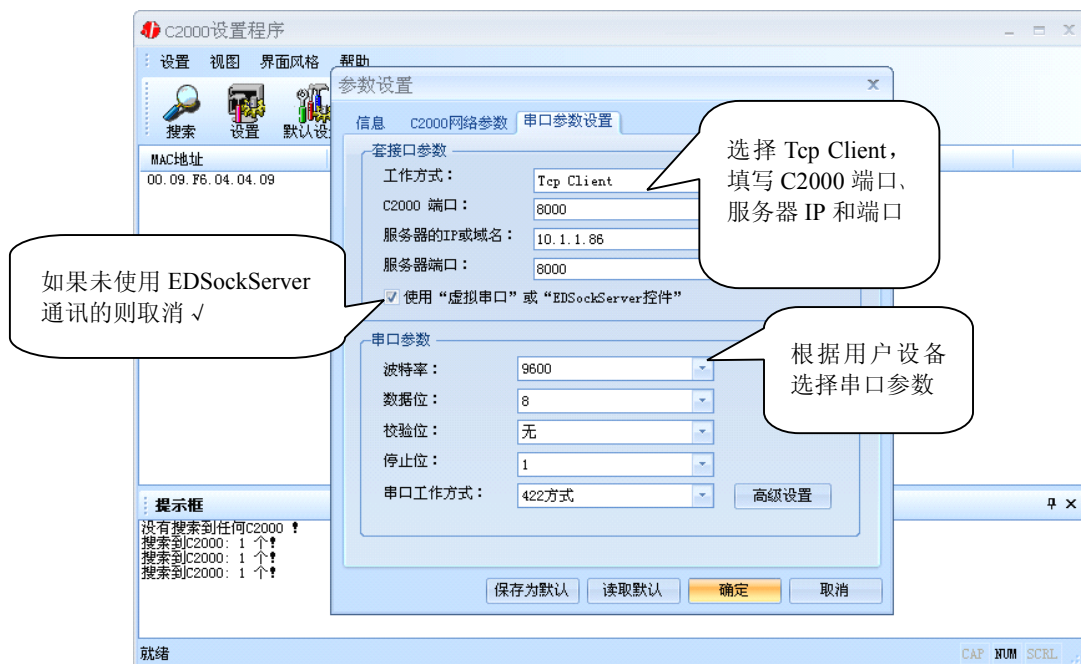 C2000设置程序
设置 视图 界面风格 帮助
搜索 设置 默认设
MAC地址
00.09.F6.04.04.09
参数设置
信息 C2000网络参数 串口参数设置
套接口参数
工作方式： Tcp Client
C2000 端口： 8000
服务器的IP或域名： 10.1.1.86
服务器端口： 8000
使用“虚拟串口”或“EDSockServer控件”
选择 Tcp Client，
填写 C2000 端口、
服务器 IP 和端口
如果未使用 EDSockServer
通讯的则取消 √
串口参数
波特率： 9600
数据位： 8
校验位： 无
停止位： 1
串口工作方式： 422方式 高级设置
根据用户设备
选择串口参数
保存为默认 读取默认 确定 取消
提示框
没有搜索到任何C2000 !
搜索到C2000: 1 个!
搜索到C2000: 1 个!
搜索到C2000: 1 个!
就绪 CAP NUM SCRL